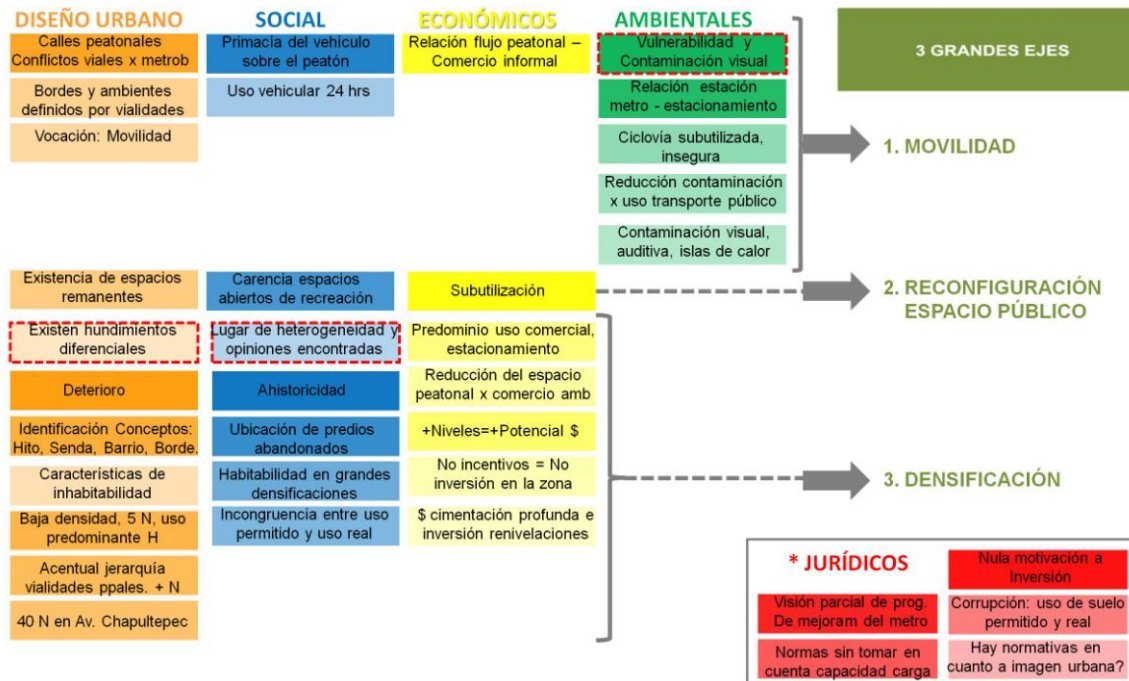 DISEÑO URBANO
Calles peatonales
Conflictos viales x metrob
Bordes y ambientes
definidos por vialidades
Vocación: Movilidad
Existencia de espacios
remanentes
Existen hundimientos
diferenciales
Deterioro
Identificación Conceptos:
Hito, Senda, Barrio, Borde.
Características de
inhabitabilidad
Baja densidad, 5 N, uso
predominante H
Acentual jerarquía
vialidades ppales. + N
40 N en Av. Chapultepec
SOCIAL
Primacia del vehículo
sobre el peatón
Uso vehicular 24 hrs
Carencia espacios
abiertos de recreación
Lugar de heterogeneidad y
opiniones encontradas
Ahistoricidad
Ubicación de predios
abandonados
Habitabilidad en grandes
densificaciones
Incongruencia entre uso
permitido y uso real
ECONÓMICOS
Relación flujo peatonal –
Comercio informal
Subutilización
Predominio uso comercial,
estacionamiento
Reducción del espacio
peatonal x comercio amb
+Niveles=+Potencial $
No incentivos = No
inversión en la zona
$ cimentación profunda e
inversión renivelaciones
AMBIENTALES
Vulnerabilidad y
Contaminación visual
Relación estación
metro - estacionamiento
Ciclovía subutilizada,
insegura
Reducción contaminación
x uso transporte público
Contaminación visual,
auditiva, islas de calor
3 GRANDES EJES
1. MOVILIDAD
2. RECONFIGURACIÓN
ESPACIO PÚBLICO
3. DENSIFICACIÓN
* JURÍDICOS
Visión parcial de prog.
De mejoram del metro
Normas sin tomar en
cuenta capacidad carga
Nula motivación a
Inversión
Corrupción: uso de suelo
permitido y real
Hay normativas en
cuanto a imagen urbana?